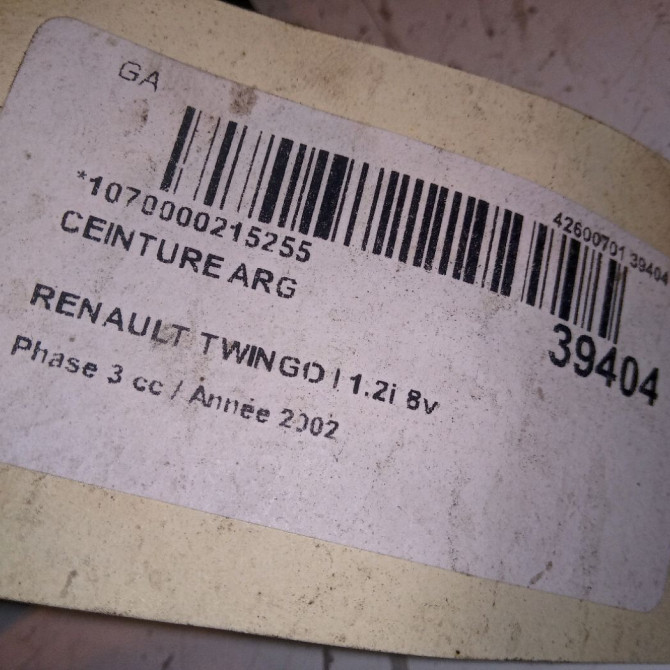 GA
*1070000215255
42600701 39404
CEINTURE ARG
39404
RENAULT TWINGO I 1.2i 8v
Phase 3 cc / Année 2002